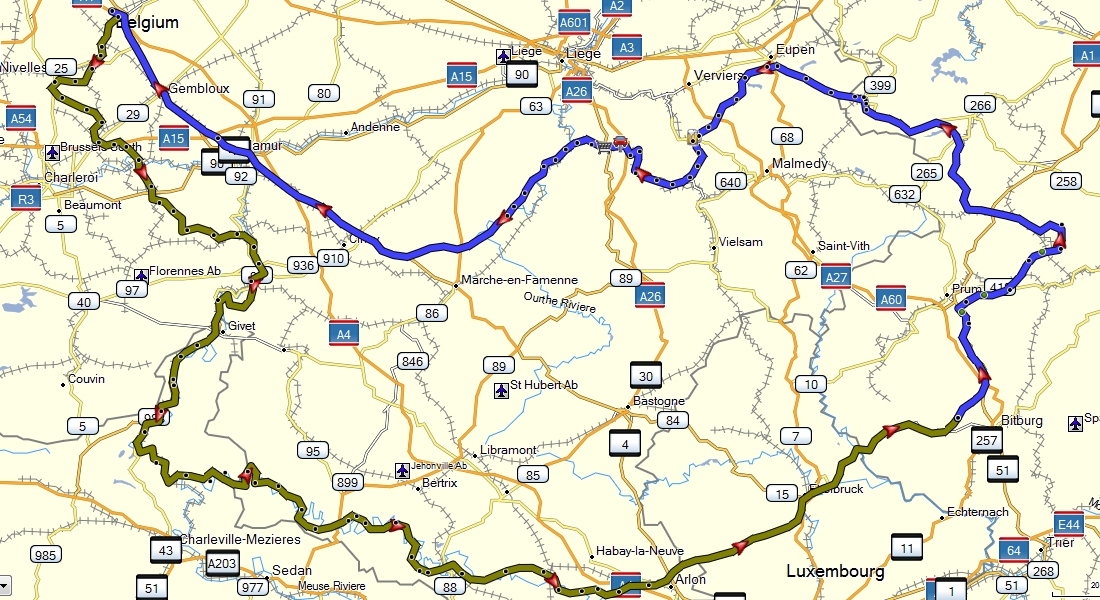 A2
A601
Belgium
A3
Liège
Liege
Eupen
A1
Nivelles
25
A15
90
Verviers
Gembloux
A26
399
91
80
63
266
A54
29
A15
Andenne
68
Brussels South
92
Malmedy
Charleroi
265
640
258
R3
Beaumont
632
5
Vielsam
Saint-Vith
936
910
Florennes Ab
62
A27
97
Marche-en-Famenne
89
Prum
40
Ourthe Riviere
A26
A60
86
Givet
A4
846
89
30
St Hubert Ab
10
Couvin
Bastogne
5
84
Bitburg
4
7
257
95
Libramont
51
Jehonville Ab
85
899
Bertrix
15
Echternach
E44
Charleville-Mezieres
985
43
Habay-la-Neuve
11
64
Trier
A203
Sedan
268
Luxembourg
51
977
Meuse Riviere
88
Arlon
1
51
20